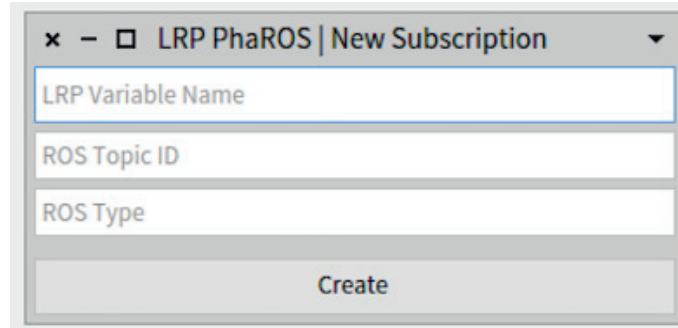 LRP PhaROS | New Subscription
LRP Variable Name
ROS Topic ID
ROS Type
Create